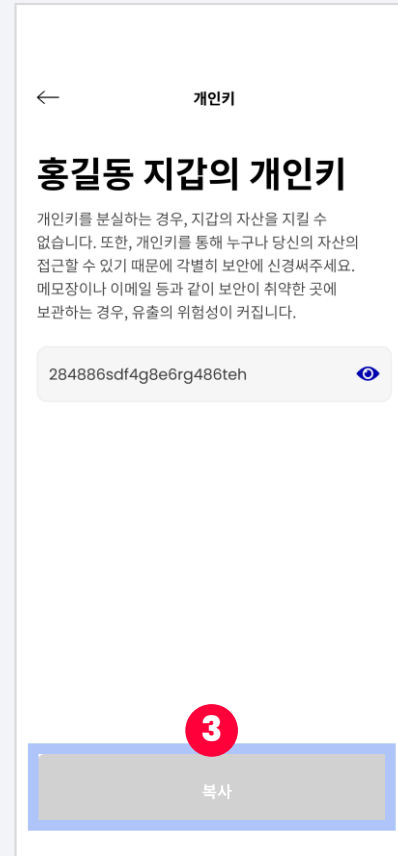 개인키
홍길동 지갑의 개인키
개인키를 분실하는 경우, 지갑의 자산을 지킬 수
없습니다. 또한, 개인키를 통해 누구나 당신의 자산의
접근할 수 있기 때문에 각별히 보안에 신경써주세요.
메모장이나 이메일 등과 같이 보안이 취약한 곳에
보관하는 경우, 유출의 위험성이 커집니다.
284886sdf4g8e6rg486teh
3
복사